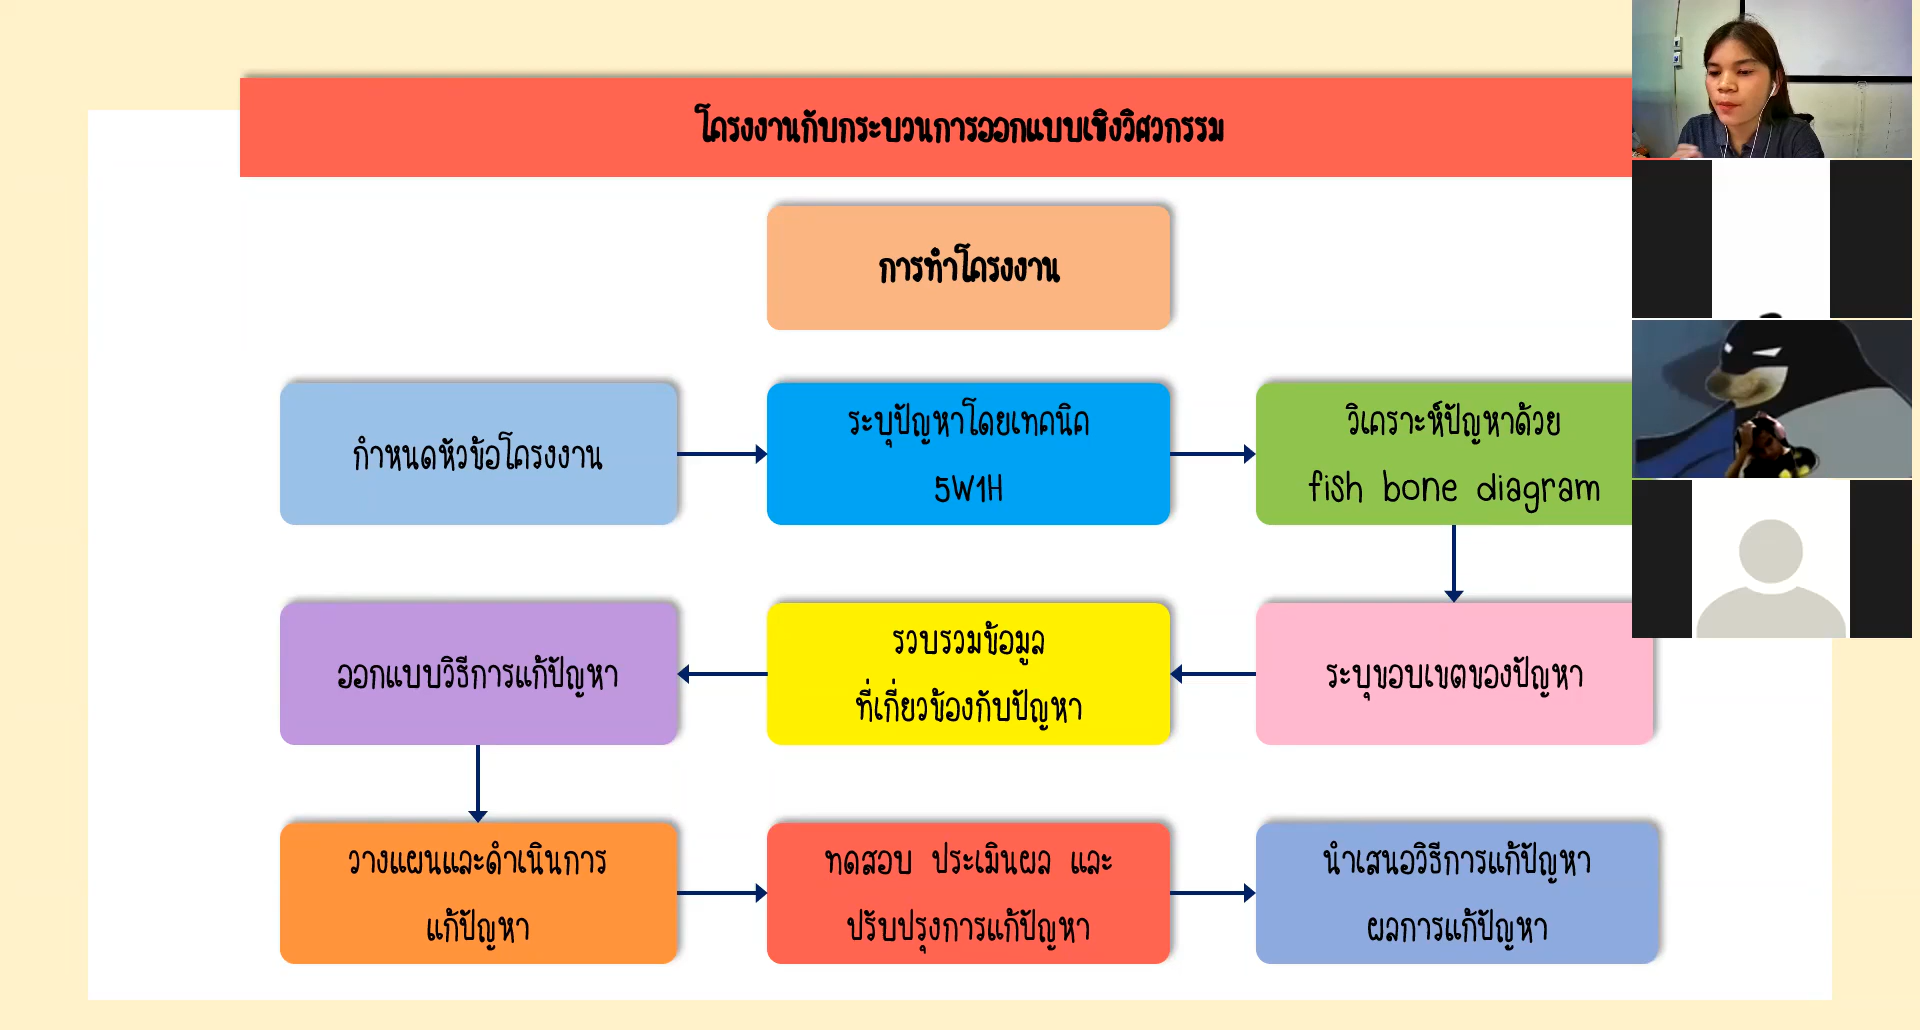 โครงงานกับกระบวนการออกแบบเชิงวิศวกรรม
การทำโครงงาน
กำหนดหัวข้อโครงงาน
ระบุปัญหาโดยเทคนิค
5W1H
วิเคราะห์ปัญหาด้วย
fish bone diagram
ระบุขอบเขตของปัญหา
รวบรวมข้อมูล
ที่เกี่ยวข้องกับปัญหา
ออกแบบวิธีการแก้ปัญหา
วางแผนและดำเนินการ
แก้ปัญหา
ทดสอบ ประเมินผล และ
ปรับปรุงการแก้ปัญหา
นำเสนอวิธีการแก้ปัญหา
ผลการแก้ปัญหา